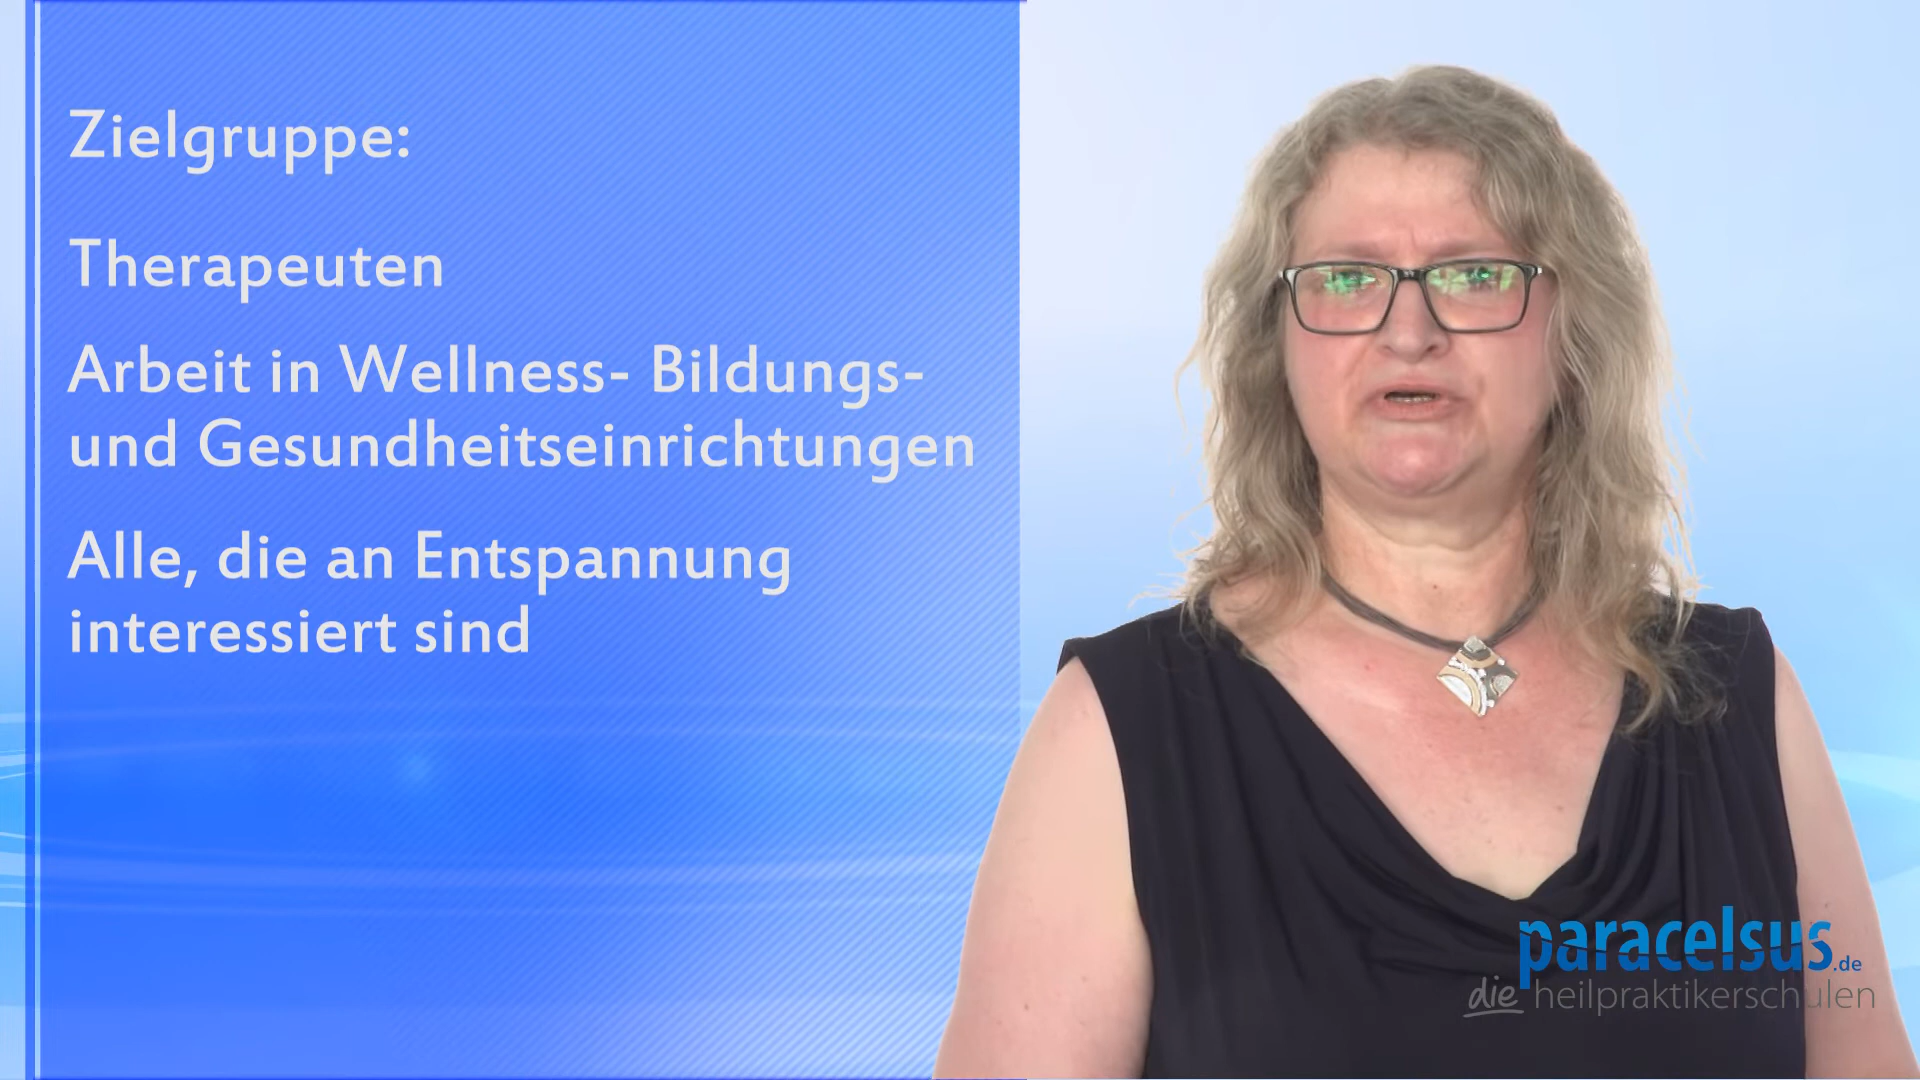 Zielgruppe:
Therapeuten
Arbeit in Wellness- Bildungs-
und Gesundheitseinrichtungen
Alle, die an Entspannung
interessiert sind
paracelsus.de
die heilpraktikerschulen